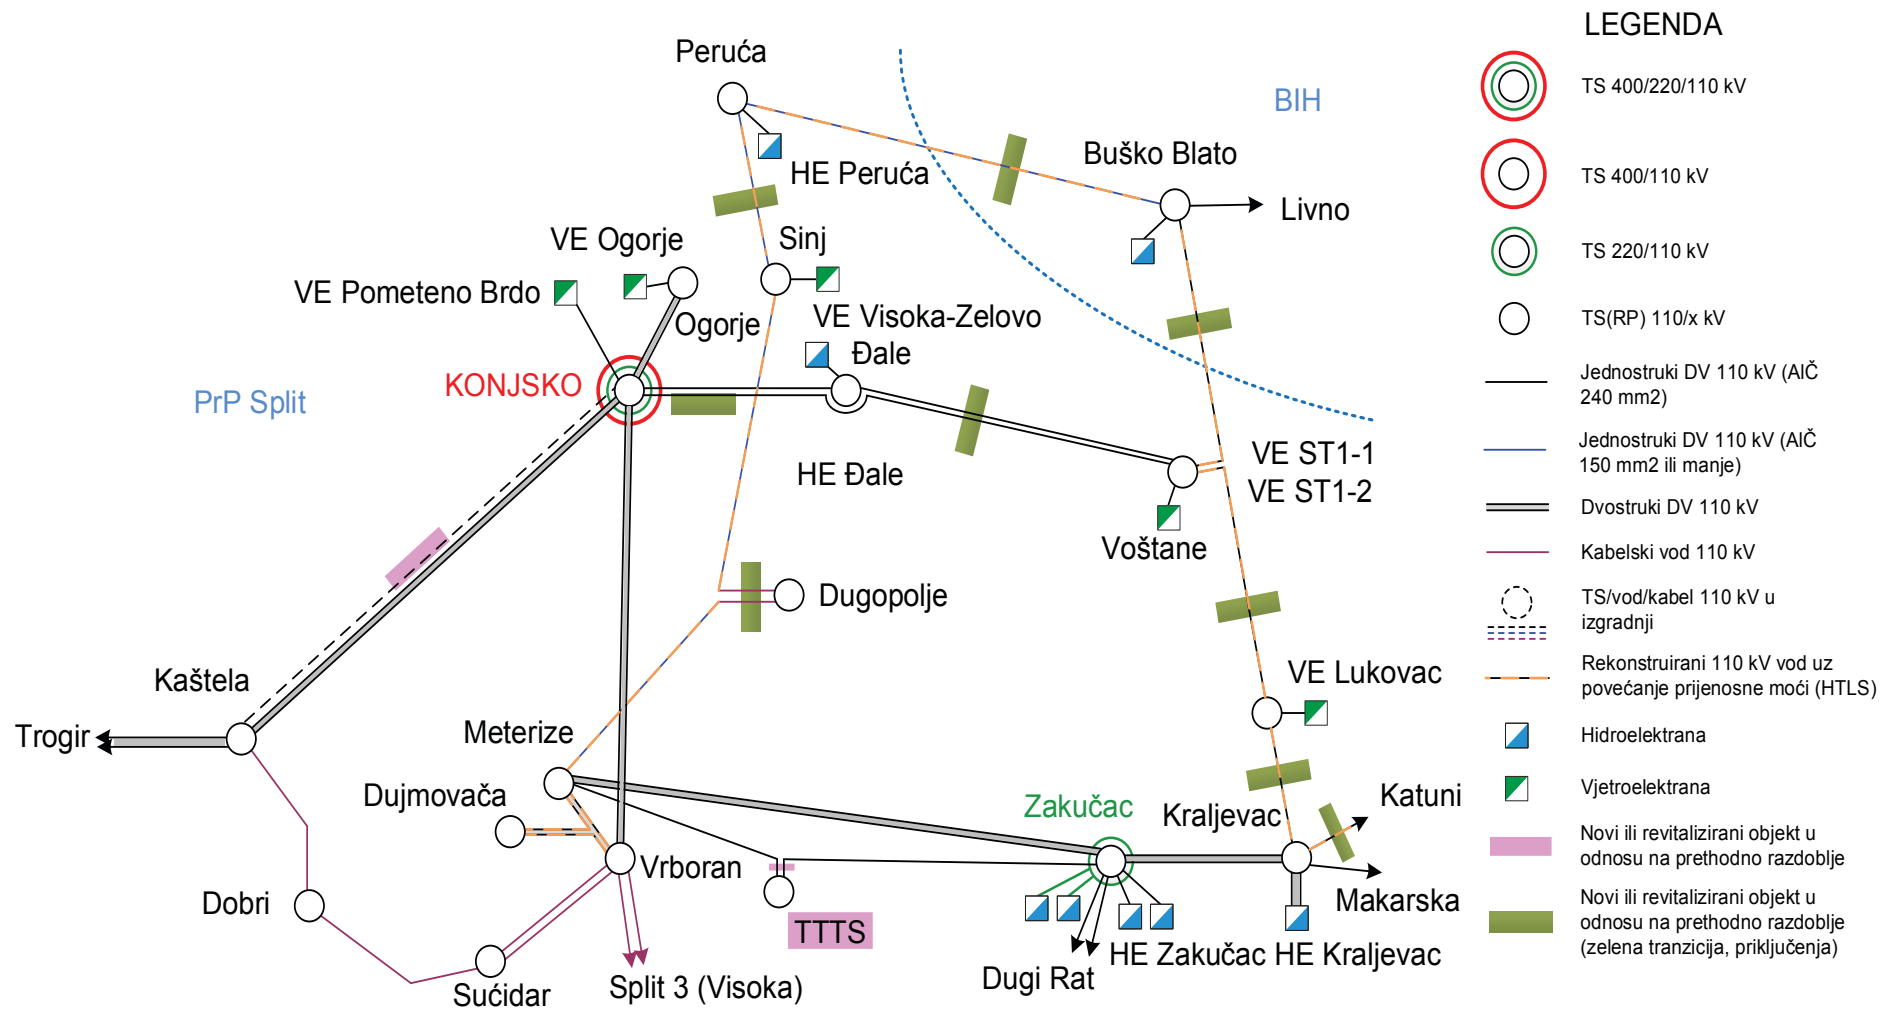 LEGENDA
Peruća
BIH
TS 400/220/110 kV
Buško Blato
HE Peruća
TS 400/110 kV
Livno
VE Ogorje
Sinj
TS 220/110 kV
VE Pometeno Brdo
Ogorje
VE Visoka-Zelovo
TS(RP) 110/x kV
Đale
KONJSKO
PrP Split
Jednostruki DV 110 kV (AlČ
240 mm2)
HE Đale
VE ST1-1
VE ST1-2
Jednostruki DV 110 kV (AlČ
150 mm2 ili manje)
Dvostruki DV 110 kV
Voštane
Kabelski vod 110 kV
Dugopolje
TS/vod/kabel 110 kV u
izgradnji
Kaštela
VE Lukovac
Rekonstruirani 110 kV vod uz
povećanje prijenosne moći (HTLS)
Trogir
Meterize
Hidroelektrana
Dujmovača
Zakučac
Kraljevac
Katuni
Vjetroelektrana
Vrboran
Novi ili revitalizirani objekt u
odnosu na prethodno razdoblje
Dobri
Makarska
TTTS
Novi ili revitalizirani objekt u
odnosu na prethodno razdoblje
(zelena tranzicija, priključenja)
HE Zakučac
HE Kraljevac
Dugi Rat
Sućidar
Split 3 (Visoka)